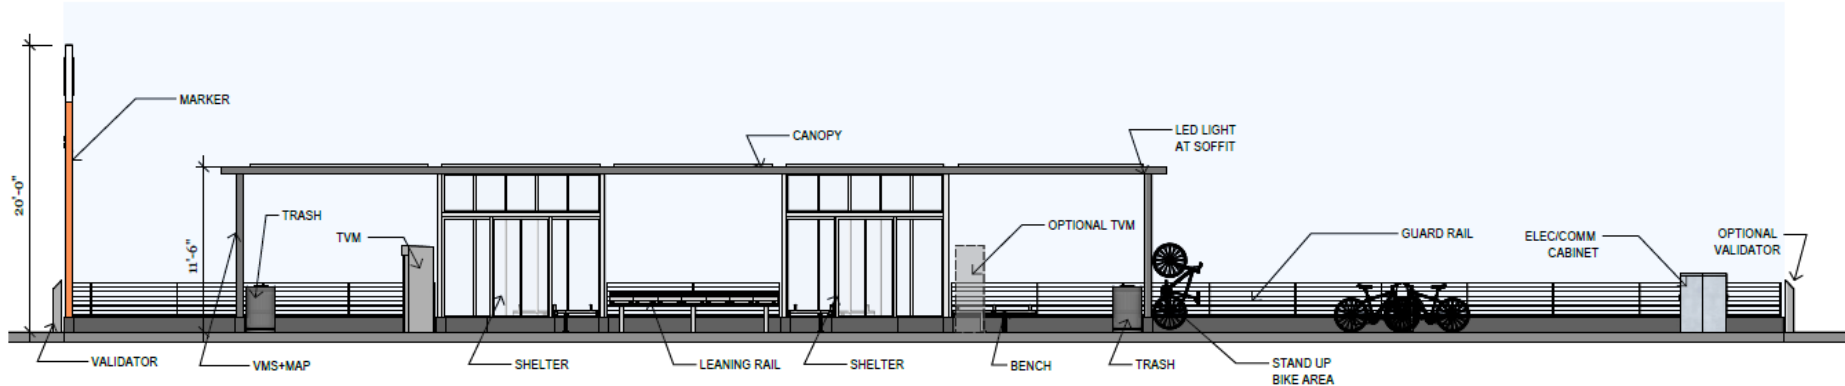 MARKER
CANOPY
LED LIGHT
AT SOFFIT
20'-0"
11'-6"
TRASH
TVM
OPTIONAL TVM
GUARD RAIL
ELEC/COMM
CABINET
OPTIONAL
VALIDATOR
VALIDATOR
VMS+MAP
SHELTER
LEANING RAIL
SHELTER
BENCH
TRASH
STAND UP
BIKE AREA